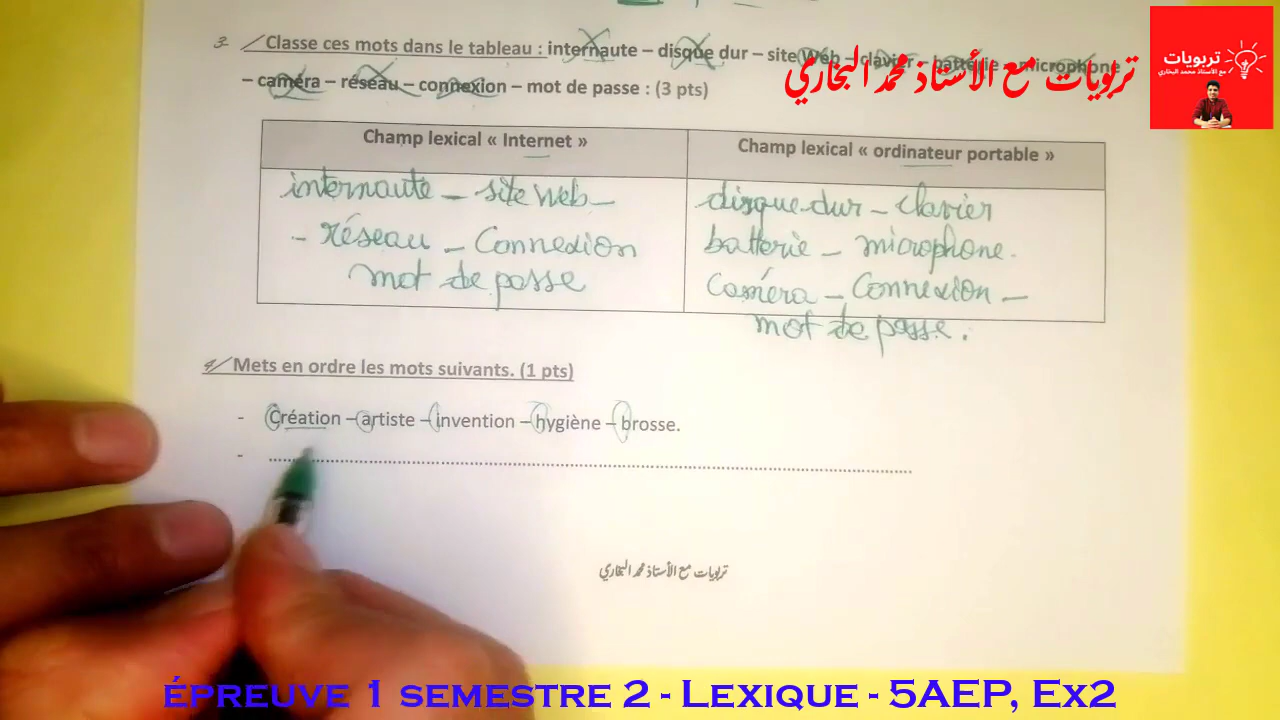 3/ Classe ces mots dans le tableau : internaute – disque dur – site Web – clavier – batterie – microphone
– caméra – réseau – connexion – mot de passe : (3 pts)
تربويات مع الأستاذ محمد البخاري
تربويات
مع الأستاذ محمد البخاري
Champ lexical « Internet »
Champ lexical « ordinateur portable »
internaute – site Web –
– réseau – Connexion
mot de passe
disque dur – clavier
batterie – microphone.
Caméra – Connexion –
mot de passe.
4/ Mets en ordre les mots suivants. (1 pts)
- Création – artiste – invention – hygiène – brosse.
- ................................................................
تربويات مع الأستاذ محمد البخاري
épreuve 1 semestre 2 - Lexique - 5AEP, Ex2